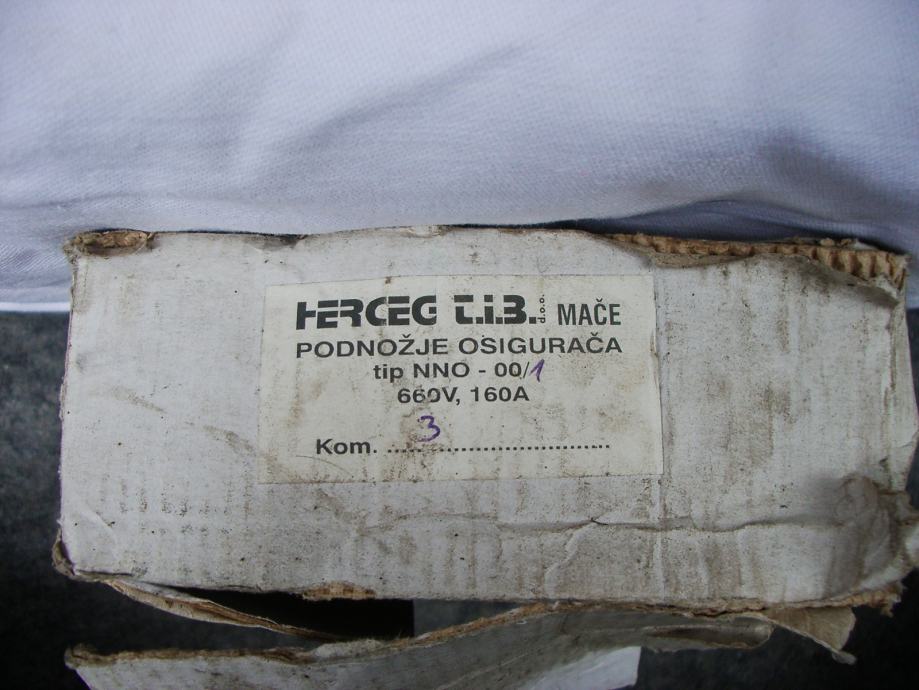 HERCEG T.I.B. d.o.o. MAČE
PODNOŽJE OSIGURAČA
tip NNO - 00/1
660V, 160A
Kom. ....3..............................